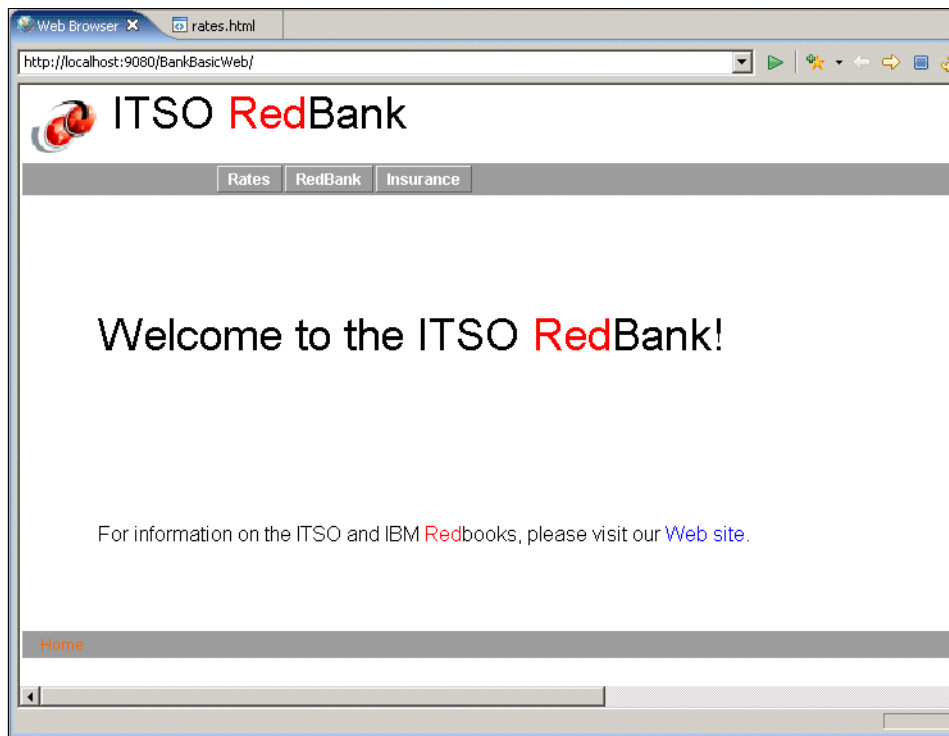 Web Browser rates.html
http://localhost:9080/BankBasicWeb/
ITSO RedBank
Rates RedBank Insurance
Welcome to the ITSO RedBank!
For information on the ITSO and IBM Redbooks, please visit our Web site.
Home